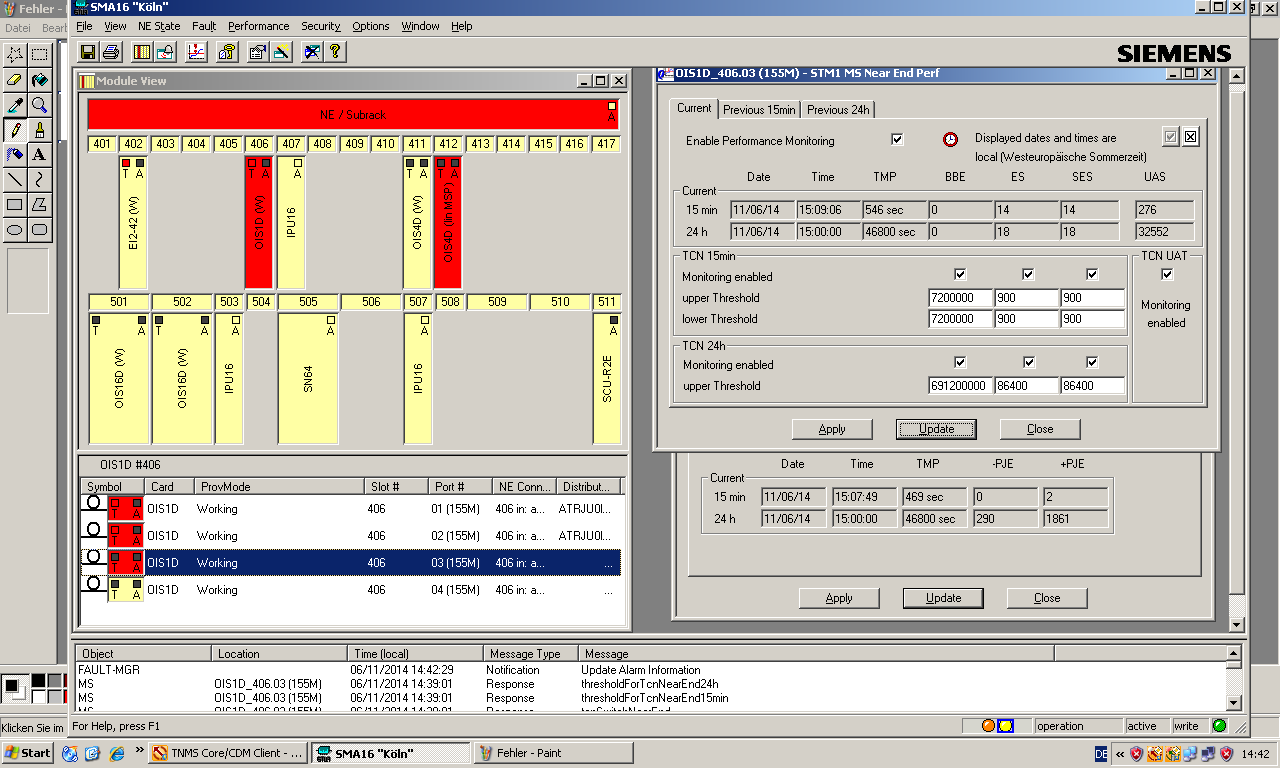 Fehler -
SMA16 "Köln"
Datei Bearb
File View NE State Fault Performance Security Options Window Help
SIEMENS
Module View
NE / Subrack
A
401 402 403 404 405 406 407 408 409 410 411 412 413 414 415 416 417
T A T A A T A T A
EI2-42 (W)
OIS1D (W)
IPU16
OIS4D (W)
OIS4D (in MSP)
501 502 503 504 505 506 507 508 509 510 511
T A T A A A A A
OIS16D (W)
OIS16D (W)
IPU16
SN64
IPU16
SCU-R2E
OIS1D #406
Symbol Card ProvMode Slot # Port # NE Conn... Distribut...
T A OIS1D Working 406 01 (155M) 406 in: a... ATRJU0I...
T A OIS1D Working 406 02 (155M) 406 in: a... ATRJU0I...
T A OIS1D Working 406 03 (155M) 406 in: a... ...
T A OIS1D Working 406 04 (155M) 406 in: a... ...
OIS1D_406.03 (155M) - STM1 MS Near End Perf
Current Previous 15min Previous 24h
Enable Performance Monitoring
Displayed dates and times are
local (Westeuropäische Sommerzeit)
Date Time TMP BBE ES SES UAS
Current
15 min 11/06/14 15:09:06 546 sec 0 14 14 276
24 h 11/06/14 15:00:00 46800 sec 0 18 18 32552
TCN 15min TCN UAT
Monitoring enabled
upper Threshold 7200000 900 900
lower Threshold 7200000 900 900
Monitoring
enabled
TCN 24h
Monitoring enabled
upper Threshold 691200000 86400 86400
Apply Update Close
Date Time TMP -PJE +PJE
Current
15 min 11/06/14 15:07:49 469 sec 0 2
24 h 11/06/14 15:00:00 46800 sec 290 1861
Apply Update Close
Object Location Time (local) Message Type Message
FAULT-MGR 06/11/2014 14:42:29 Notification Update Alarm Information
MS OIS1D_406.03 (155M) 06/11/2014 14:39:01 Response thresholdForTcnNearEnd24h
MS OIS1D_406.03 (155M) 06/11/2014 14:39:01 Response thresholdForTcnNearEnd15min
MS OIS1D_406.03 (155M) 06/11/2014 14:39:01 Response tcnSwitchNearEnd
Klicken Sie im
For Help, press F1
operation active write
Start
TNMS Core/CDM Client - ...
SMA16 "Köln"
Fehler - Paint
DE
14:42